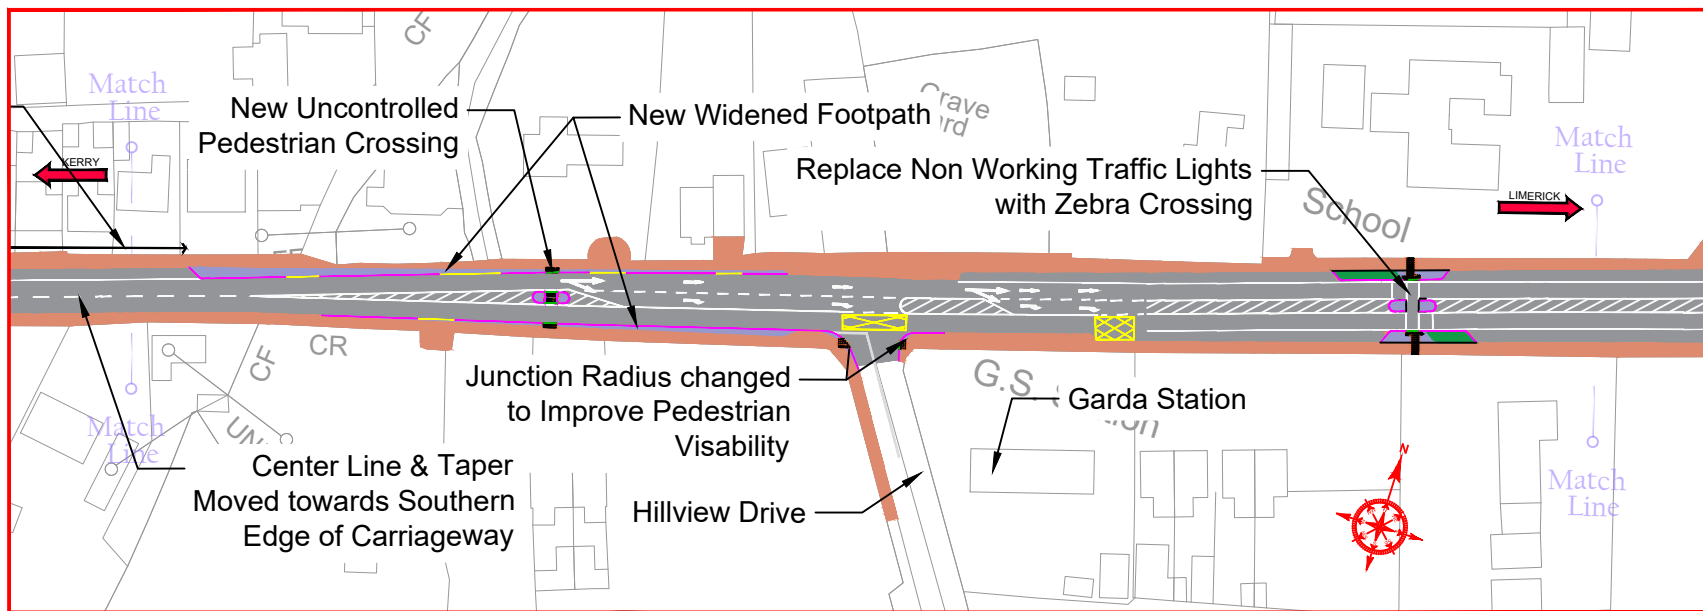 CF
Match
Line
New Uncontrolled
Pedestrian Crossing
New Widened Footpath
Match
Line
KERRY
Replace Non Working Traffic Lights
with Zebra Crossing
LIMERICK
School
CR
CF
Junction Radius changed
to Improve Pedestrian
Visability
G.S.
Garda Station
Match
Line
Center Line & Taper
Moved towards Southern
Edge of Carriageway
Hillview Drive
N
Match
Line